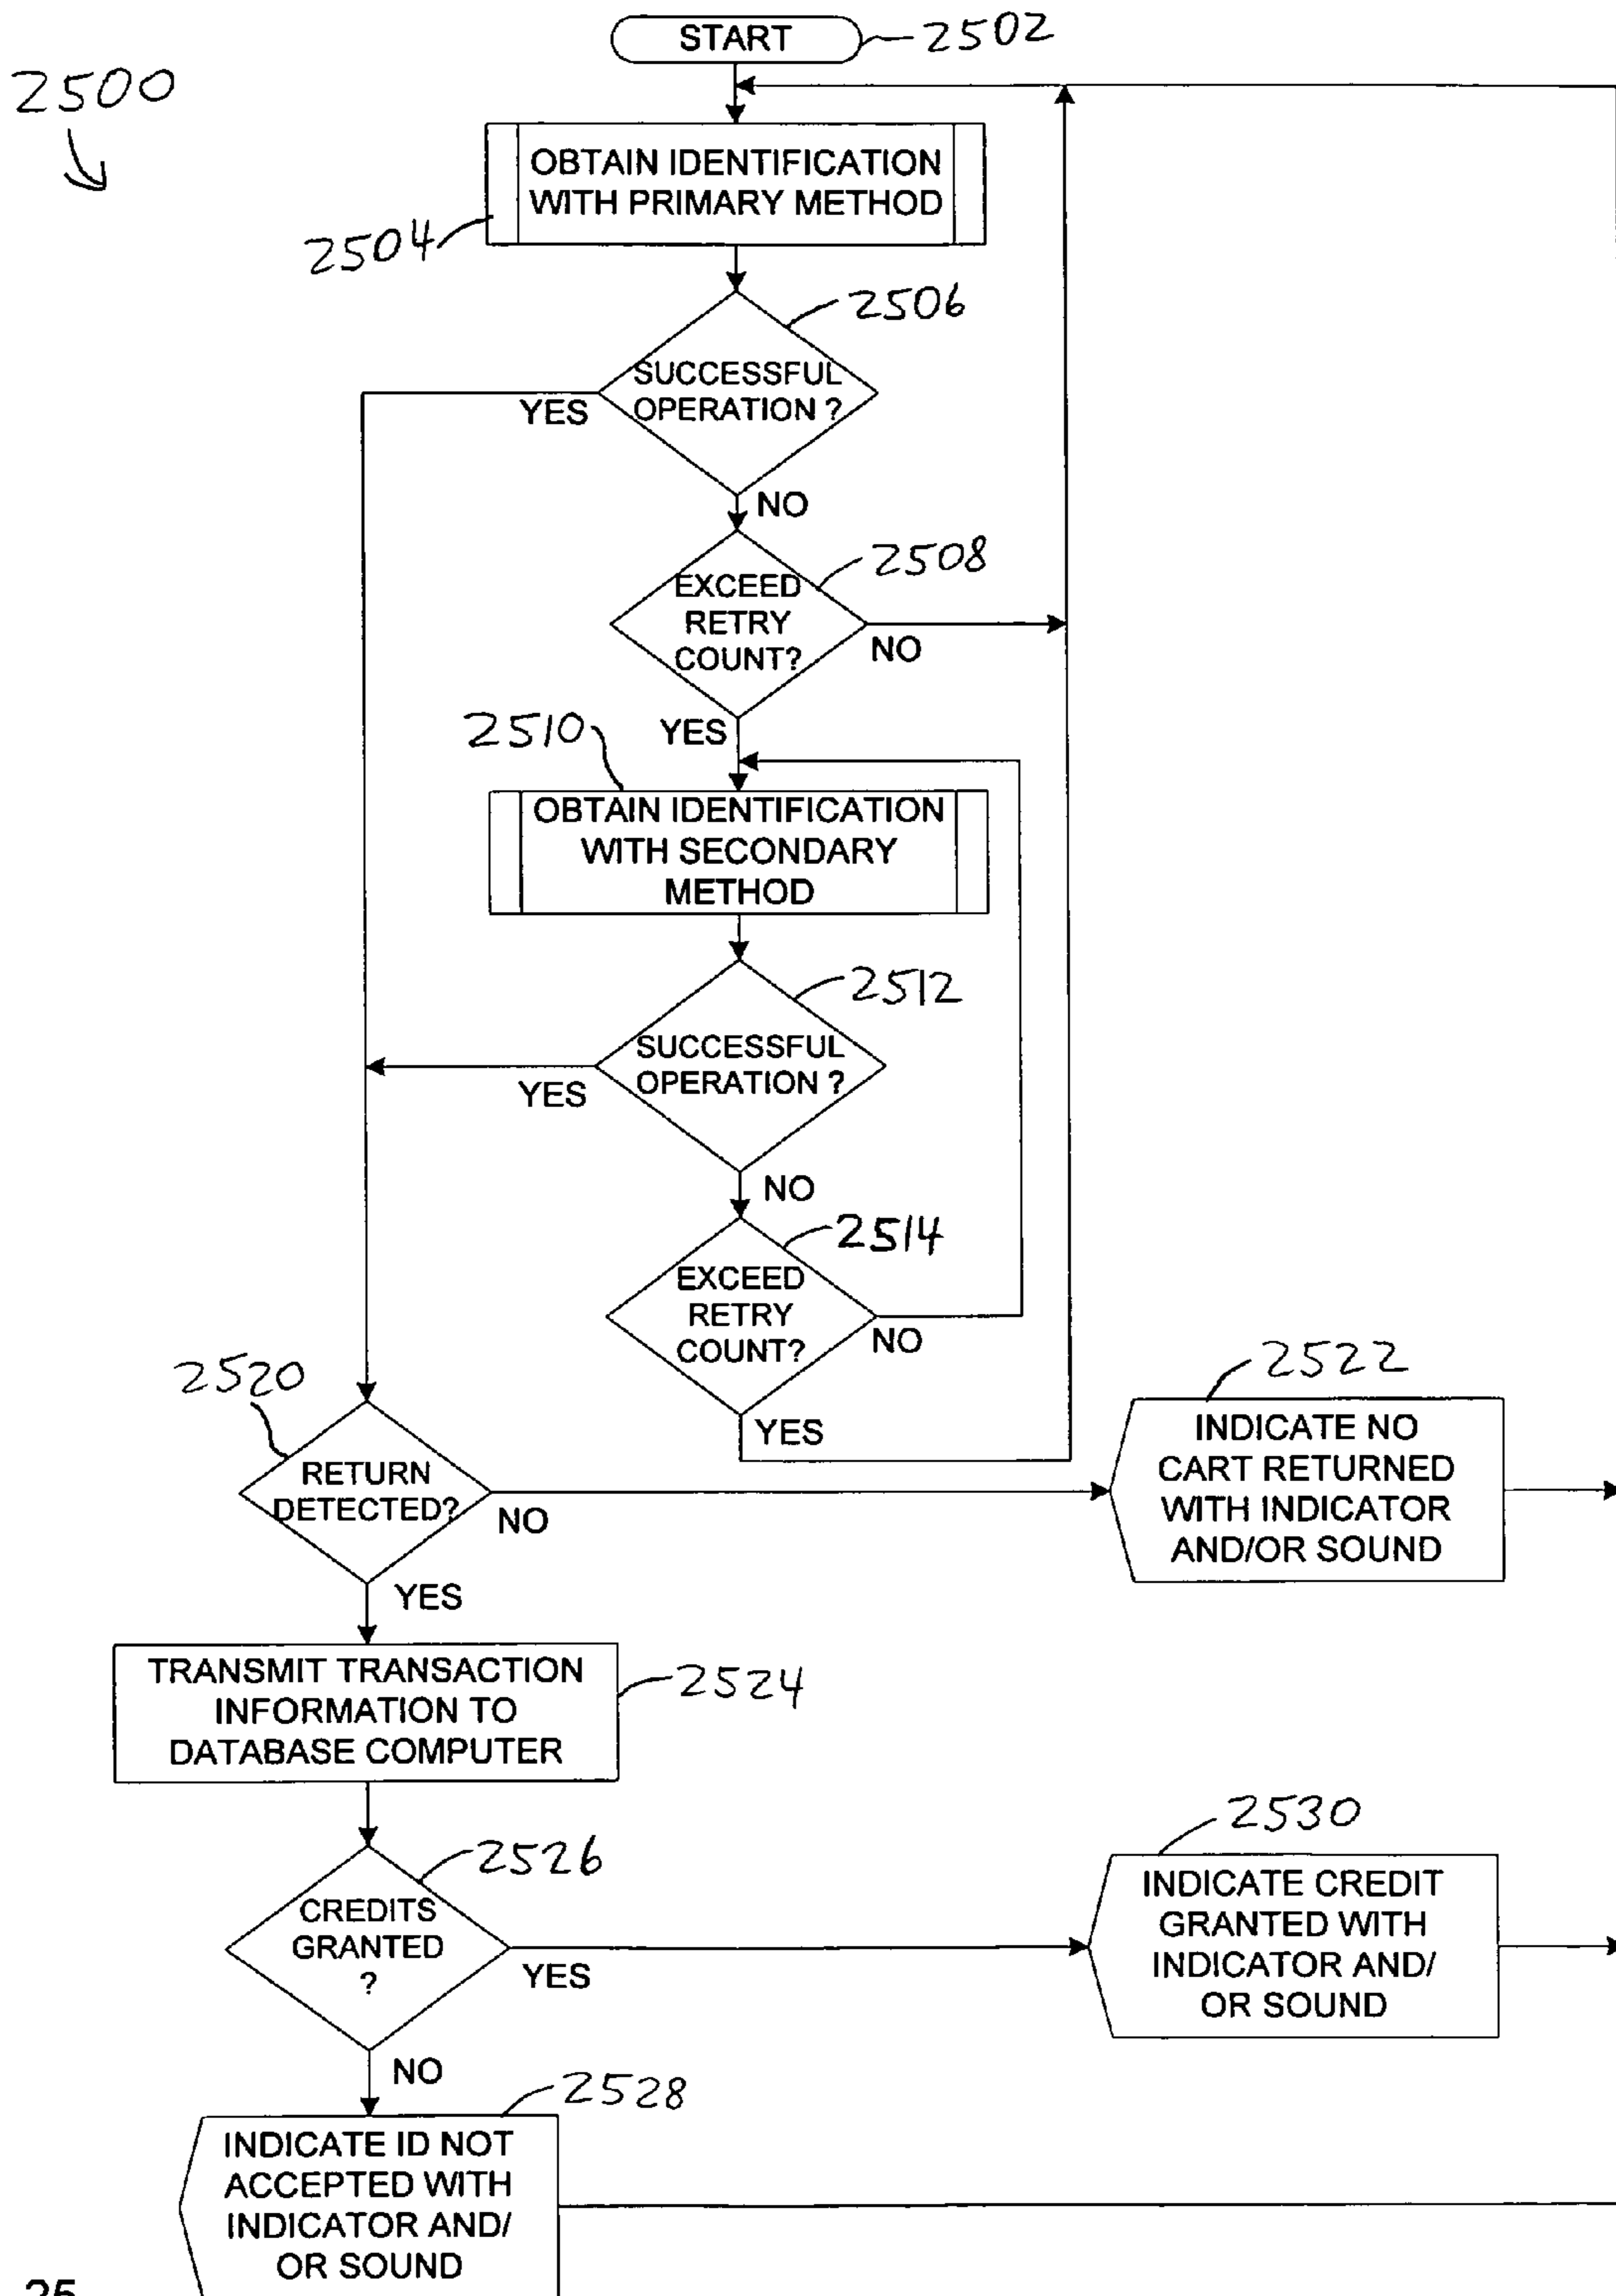 START
2502
2500
OBTAIN IDENTIFICATION
WITH PRIMARY METHOD
2504
2506
SUCCESSFUL
OPERATION ?
YES
NO
2508
EXCEED
RETRY
COUNT?
NO
YES
2510
OBTAIN IDENTIFICATION
WITH SECONDARY
METHOD
2512
SUCCESSFUL
OPERATION ?
YES
NO
2514
EXCEED
RETRY
COUNT?
NO
YES
2520
RETURN
DETECTED?
NO
YES
2522
INDICATE NO
CART RETURNED
WITH INDICATOR
AND/OR SOUND
TRANSMIT TRANSACTION
INFORMATION TO
DATABASE COMPUTER
2524
2526
CREDITS
GRANTED
?
YES
NO
2530
INDICATE CREDIT
GRANTED WITH
INDICATOR AND/
OR SOUND
2528
INDICATE ID NOT
ACCEPTED WITH
INDICATOR AND/
OR SOUND
25